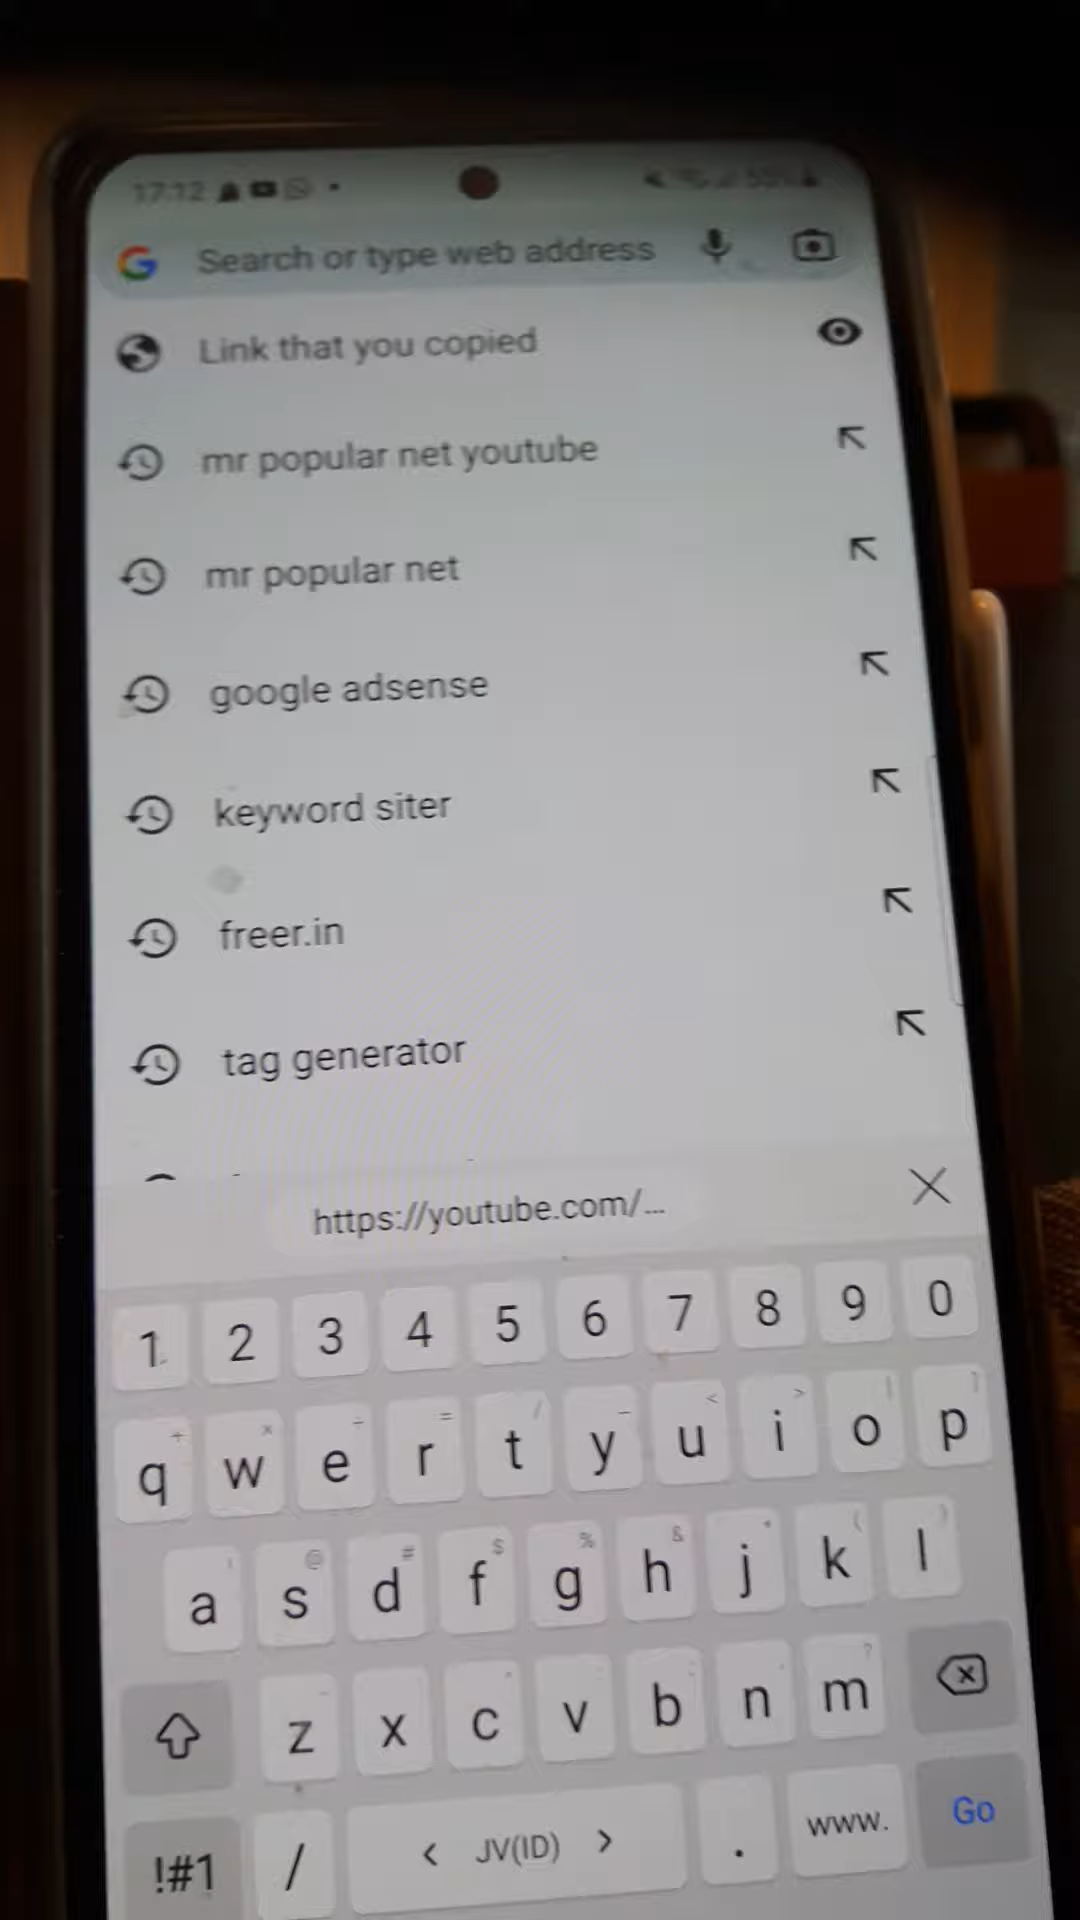 17:12
Search or type web address
Link that you copied
mr popular net youtube
mr popular net
google adsense
keyword siter
freer.in
tag generator
https://youtube.com/...
1 2 3 4 5 6 7 8 9 0
q w e r t y u i o p
a s d f g h j k l
z x c v b n m
!#1 / < JV(ID) > . www. Go